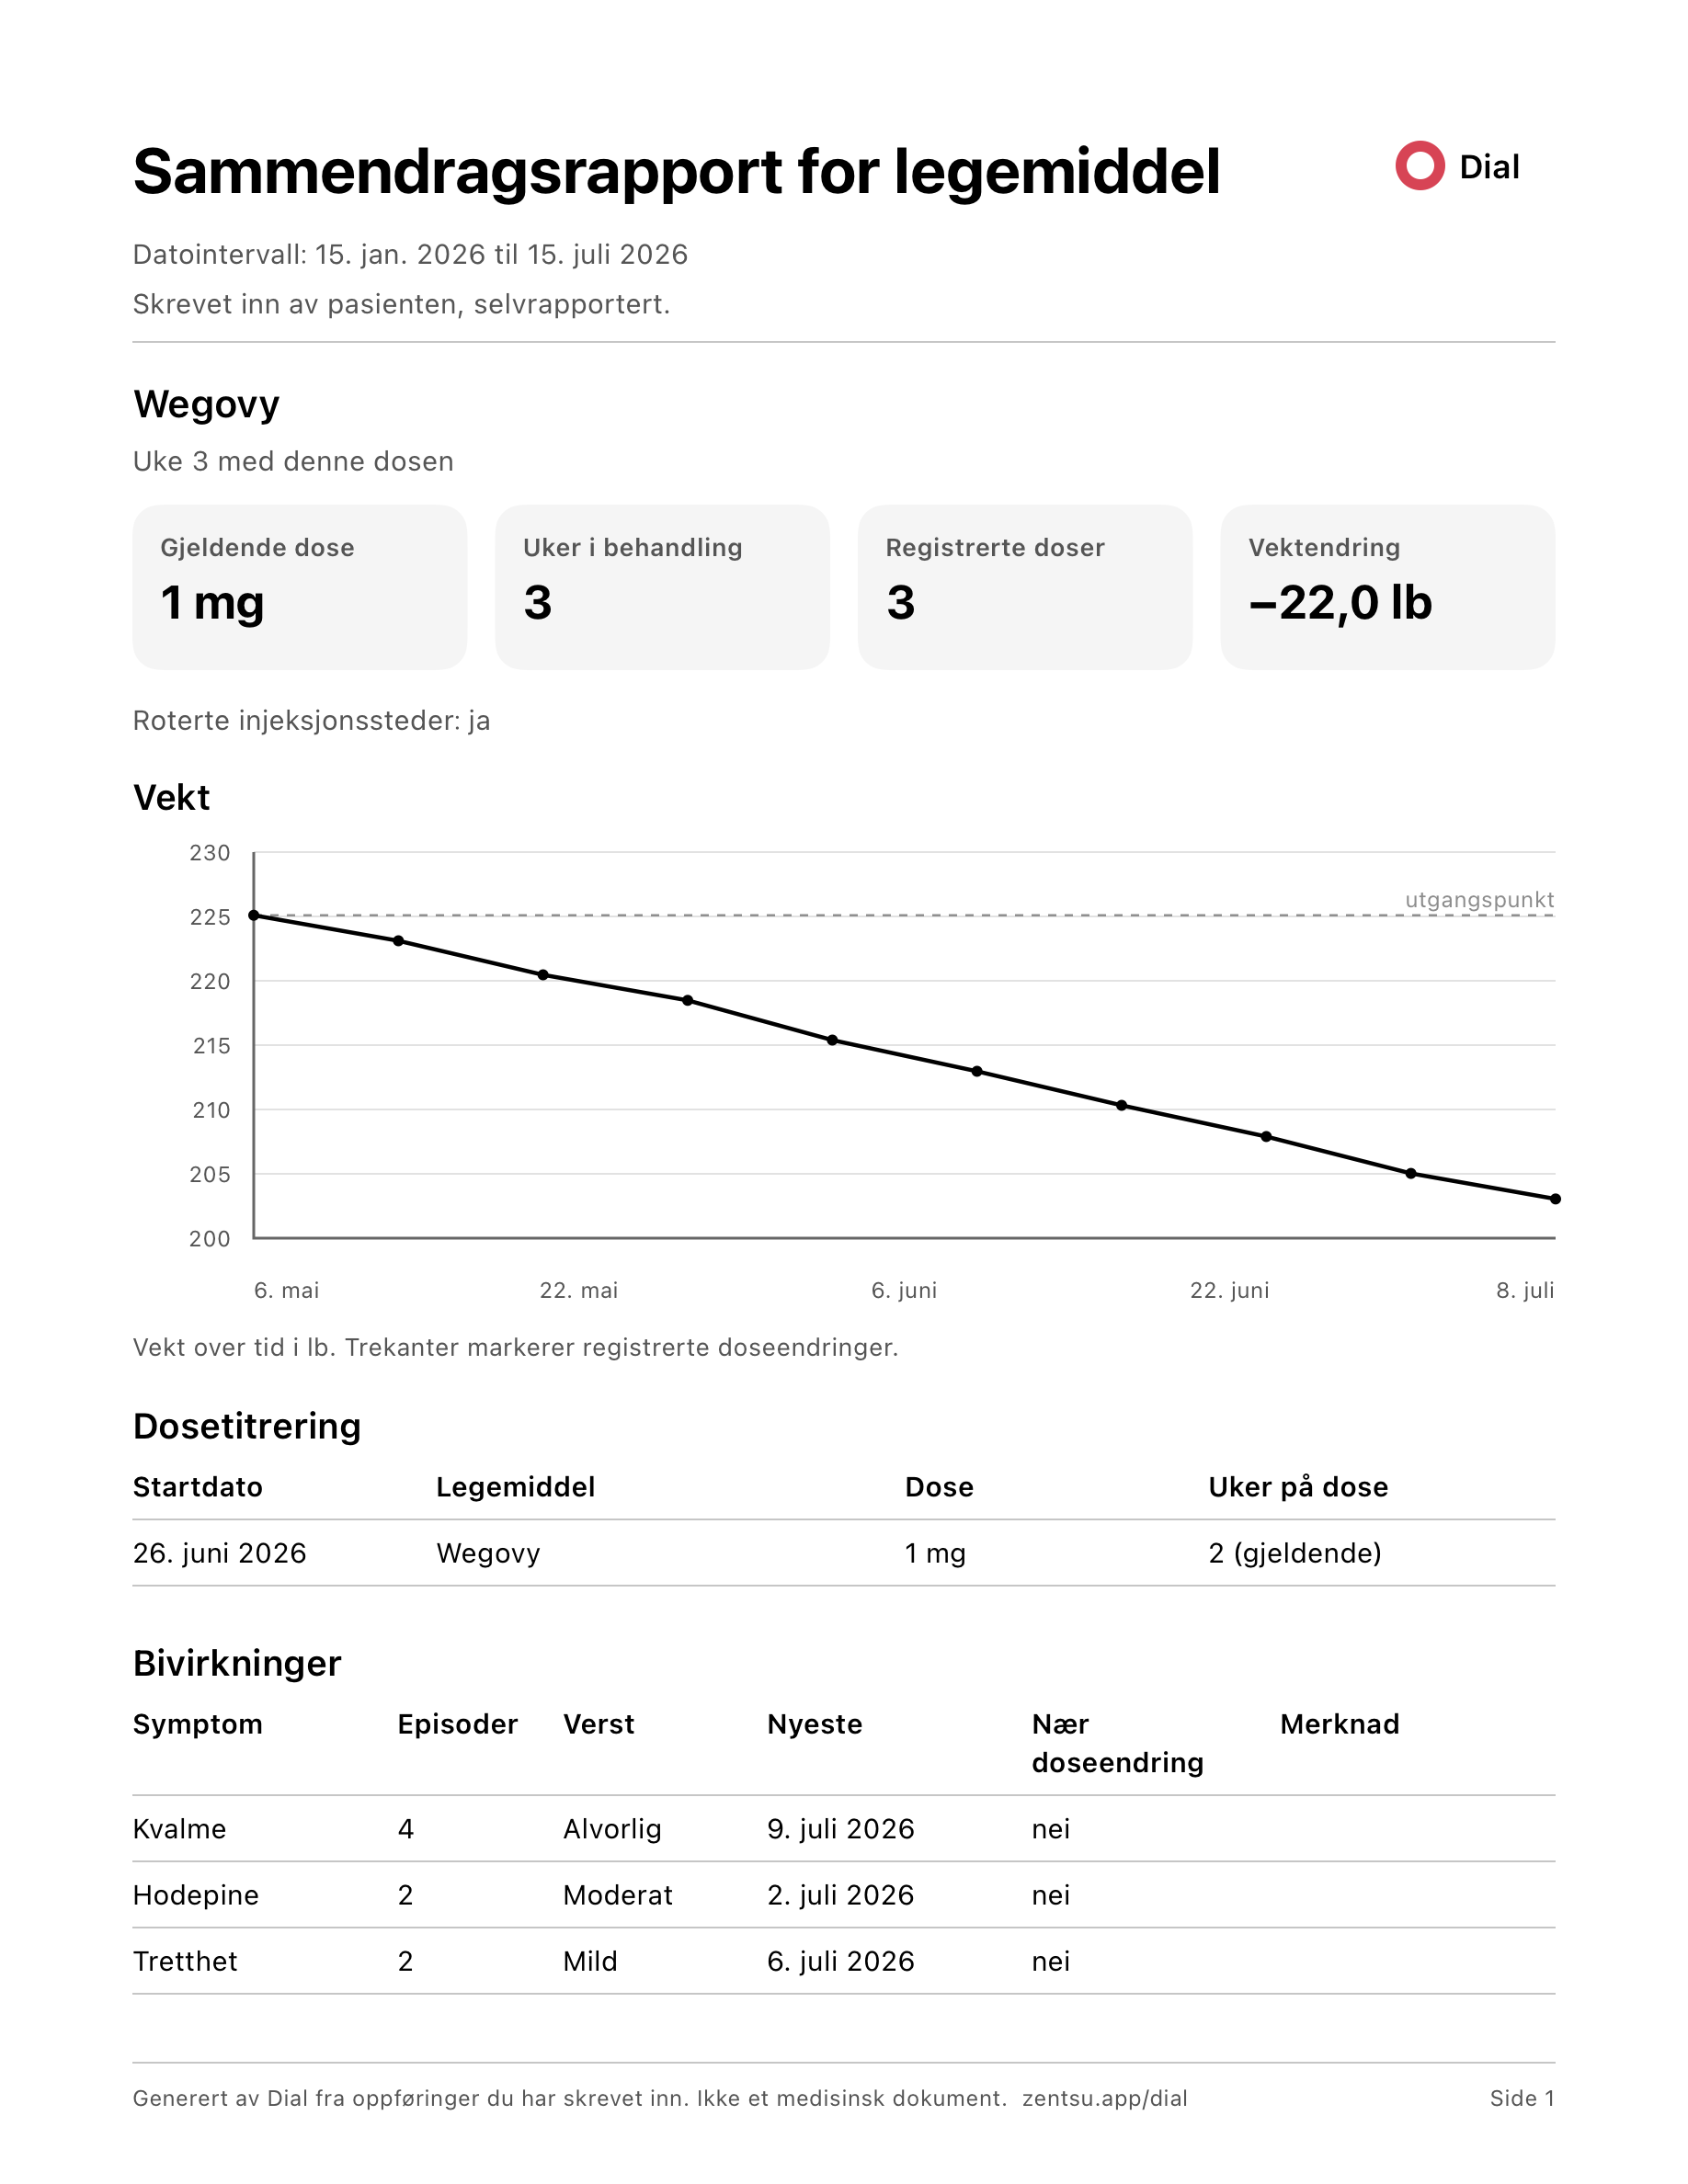 Sammendragsrapport for legemiddel
Dial
Datointervall: 15. jan. 2026 til 15. juli 2026
Skrevet inn av pasienten, selvrapportert.
Wegovy
Uke 3 med denne dosen
Gjeldende dose
1 mg
Uker i behandling
3
Registrerte doser
3
Vektendring
−22,0 lb
Roterte injeksjonssteder: ja
Vekt
230
utgangspunkt
225
220
215
210
205
200
6. mai 22. mai 6. juni 22. juni 8. juli
Vekt over tid i lb. Trekanter markerer registrerte doseendringer.
Dosetitrering
Startdato Legemiddel Dose Uker på dose
26. juni 2026 Wegovy 1 mg 2 (gjeldende)
Bivirkninger
Symptom Episoder Verst Nyeste Nær doseendring Merknad
Kvalme 4 Alvorlig 9. juli 2026 nei
Hodepine 2 Moderat 2. juli 2026 nei
Tretthet 2 Mild 6. juli 2026 nei
Generert av Dial fra oppføringer du har skrevet inn. Ikke et medisinsk dokument. zentsu.app/dial Side 1